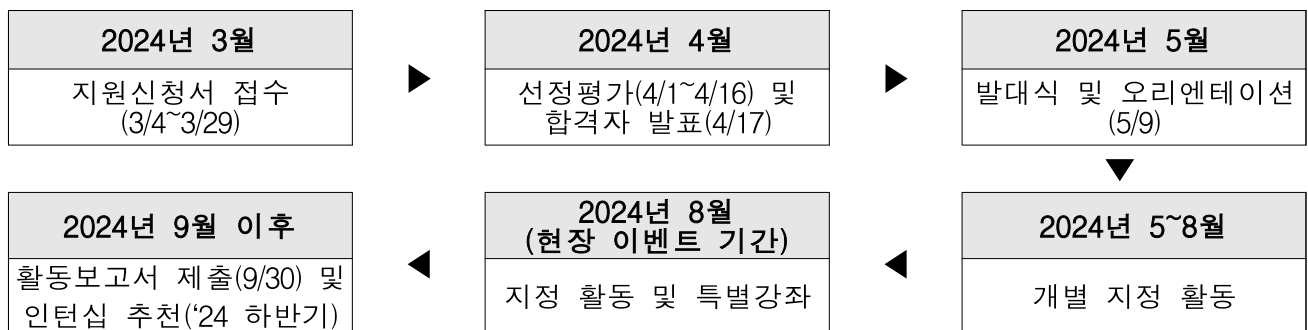 2024년 3월
지원신청서 접수
(3/4~3/29)
▶
2024년 4월
선정평가(4/1~4/16) 및
합격자 발표(4/17)
▶
2024년 5월
발대식 및 오리엔테이션
(5/9)
▼
2024년 5~8월
개별 지정 활동
◀
2024년 8월
(현장 이벤트 기간)
지정 활동 및 특별강좌
◀
2024년 9월 이후
활동보고서 제출(9/30) 및
인턴십 추천(‘24 하반기)